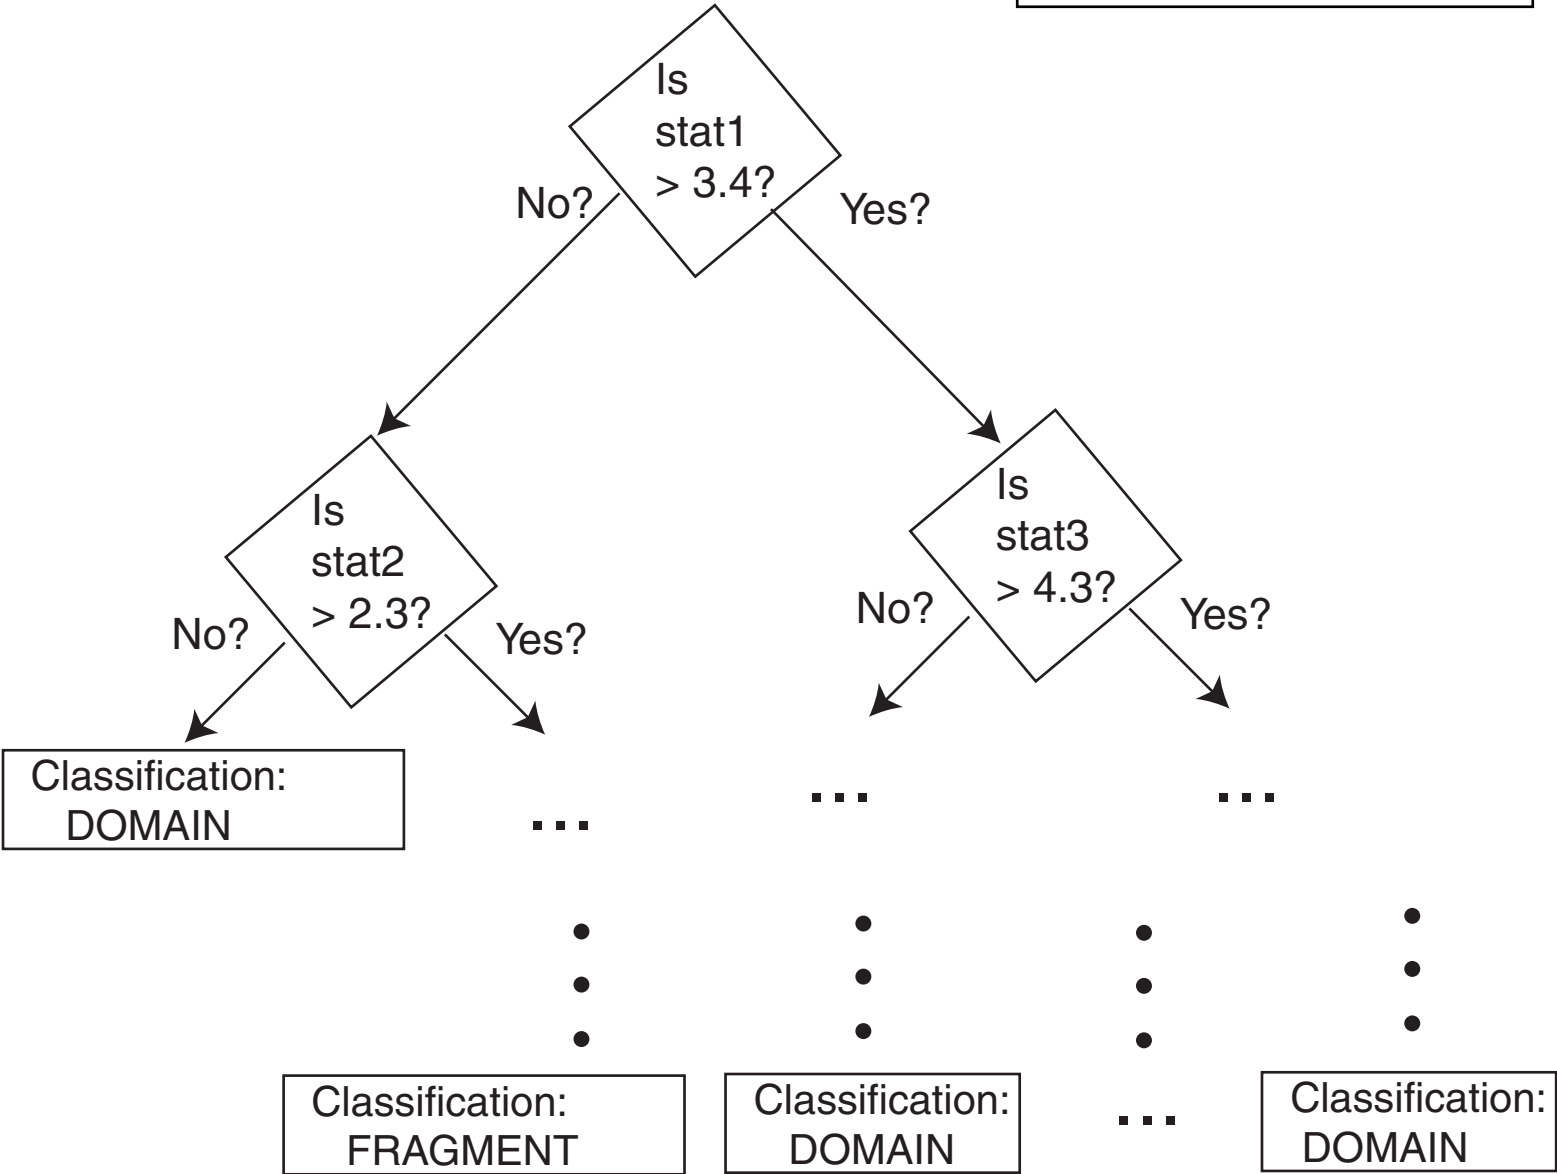 Is
stat1
> 3.4?
No?
Yes?
Is
stat2
> 2.3?
No?
Yes?
Is
stat3
> 4.3?
No?
Yes?
Classification:
DOMAIN
...
...
...
Classification:
FRAGMENT
Classification:
DOMAIN
...
Classification:
DOMAIN